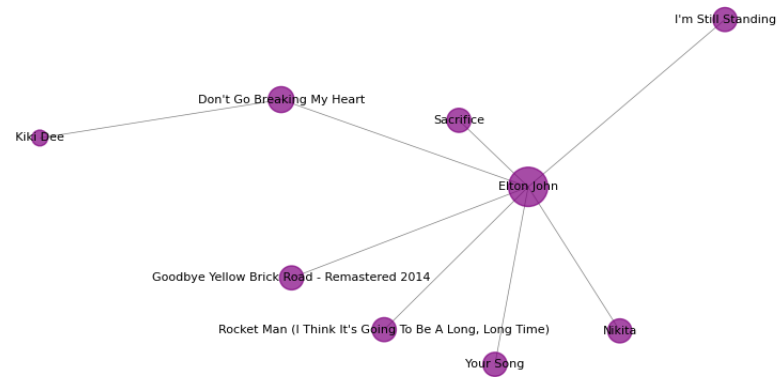 I'm Still Standing
Don't Go Breaking My Heart
Sacrifice
Kiki Dee
Elton John
Goodbye Yellow Brick Road - Remastered 2014
Rocket Man (I Think It's Going To Be A Long, Long Time)
Nikita
Your Song